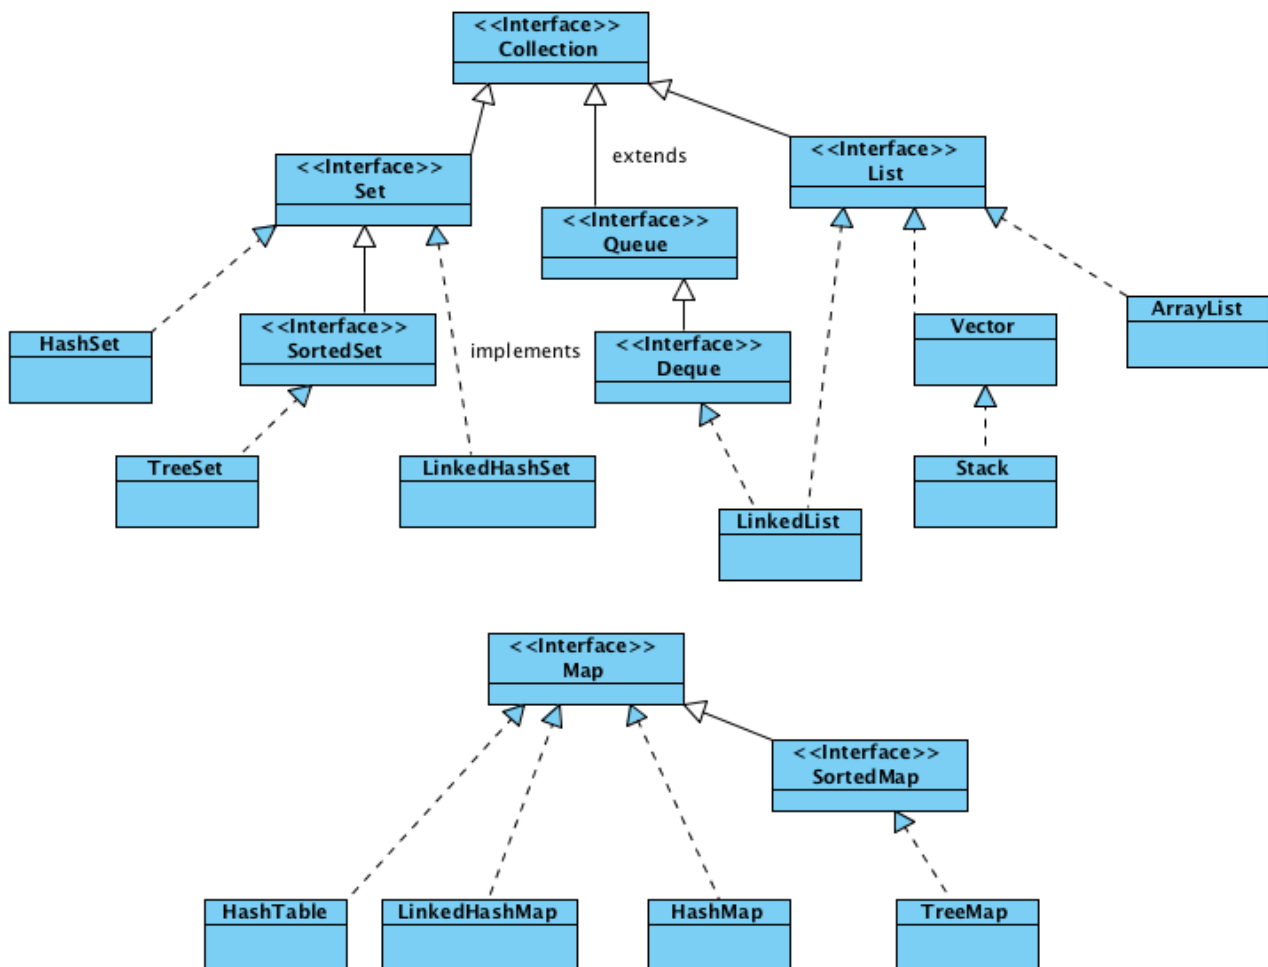 <<Interface>>
Collection
<<Interface>>
Set
extends
<<Interface>>
List
<<Interface>>
Queue
HashSet
<<Interface>>
SortedSet
implements
<<Interface>>
Deque
Vector
ArrayList
TreeSet
LinkedHashSet
LinkedList
Stack
<<Interface>>
Map
<<Interface>>
SortedMap
HashTable
LinkedHashMap
HashMap
TreeMap